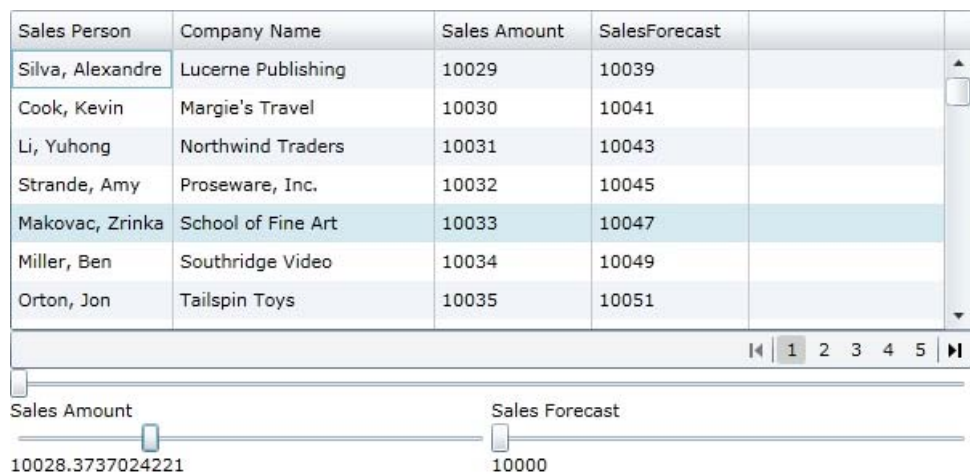 Sales Person Company Name Sales Amount SalesForecast
Silva, Alexandre Lucerne Publishing 10029 10039
Cook, Kevin Margie's Travel 10030 10041
Li, Yuhong Northwind Traders 10031 10043
Strande, Amy Proseware, Inc. 10032 10045
Makovac, Zrinka School of Fine Art 10033 10047
Miller, Ben Southridge Video 10034 10049
Orton, Jon Tailspin Toys 10035 10051
1 2 3 4 5
Sales Amount Sales Forecast
10028.3737024221 10000